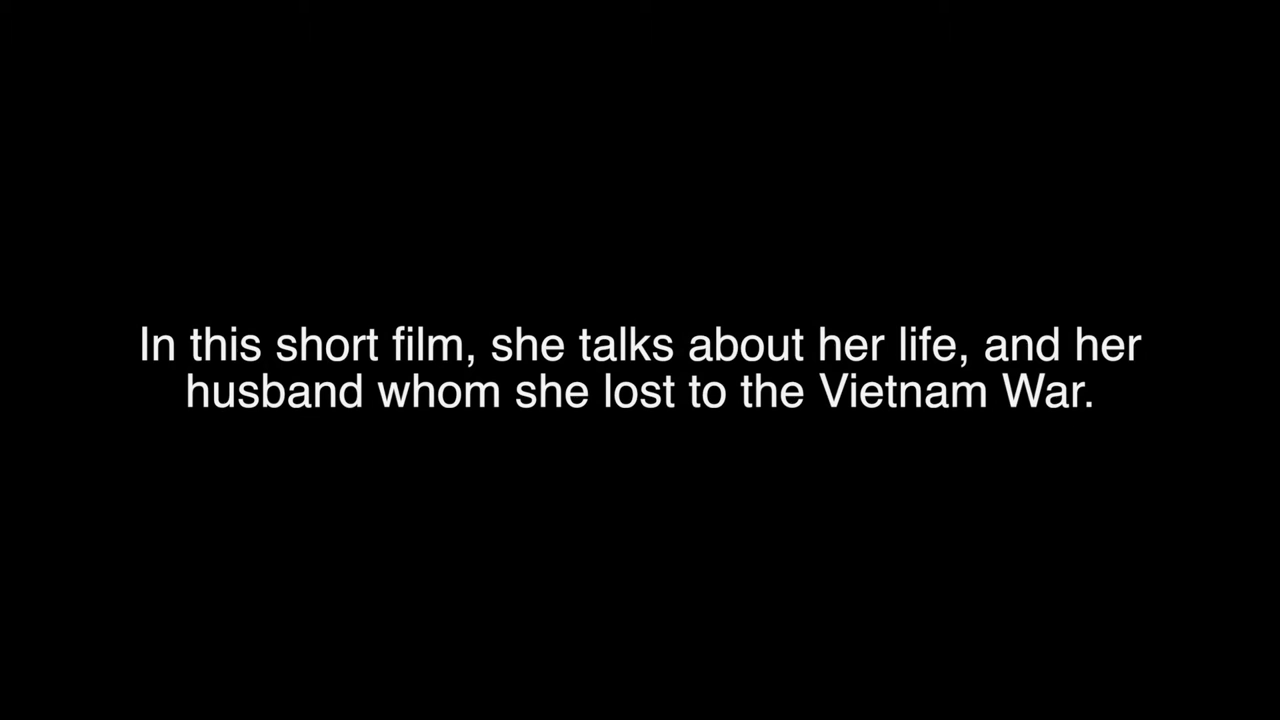 In this short film, she talks about her life, and her
husband whom she lost to the Vietnam War.